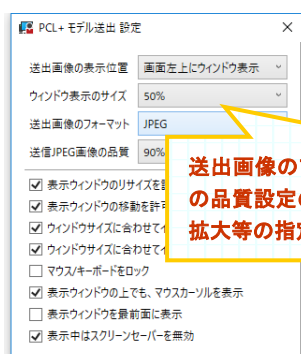 PCL+ モデル送出 設定
送出画像の表示位置 画面左上にウィンドウ表示
ウィンドウ表示のサイズ 50%
送出画像のフォーマット JPEG
送信JPEG画像の品質 90%
送出画像の
の品質設定
拡大等の指
表示ウィンドウのリサイズを
表示ウィンドウの移動を許
ウィンドウサイズに合わせて
ウィンドウサイズに合わせて
マウス/キーボードをロック
表示ウィンドウの上でも、マウスカーソルを表示
表示ウィンドウを最前面に表示
表示中はスクリーンセーバーを無効